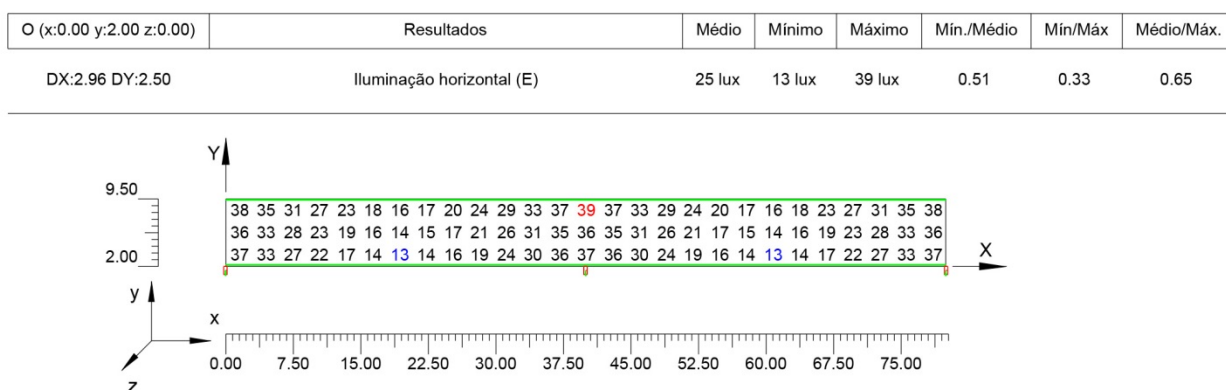 O (x:0.00 y:2.00 z:0.00) Resultados Médio Mínimo Máximo Mín./Médio Mín/Máx Médio/Máx.
DX:2.96 DY:2.50 Iluminação horizontal (E) 25 lux 13 lux 39 lux 0.51 0.33 0.65
Y
9.50
38 35 31 27 23 18 16 17 20 24 29 33 37 39 37 33 29 24 20 17 16 18 23 27 31 35 38
36 33 28 23 19 16 14 15 17 21 26 31 35 36 35 31 26 21 17 15 14 16 19 23 28 33 36
2.00 37 33 27 22 17 14 13 14 16 19 24 30 36 37 36 30 24 19 16 14 13 14 17 22 27 33 37 X
y
x
0.00 7.50 15.00 22.50 30.00 37.50 45.00 52.50 60.00 67.50 75.00
z